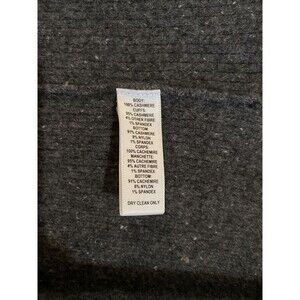 BODY:
100% CASHMERE
CUFFS:
95% CASHMERE
4% OTHER FIBRE
1% SPANDEX
BOTTOM
91% CASHMERE
8% NYLON
1% SPANDEX
CORPS:
100% CACHEMIRE
MANCHETTE:
95% CACHEMIRE
4% AUTRE FIBRE
1% SPANDEX
BOTTOM:
91% CACHEMIRE
8% NYLON
1% SPANDEX
DRY CLEAN ONLY